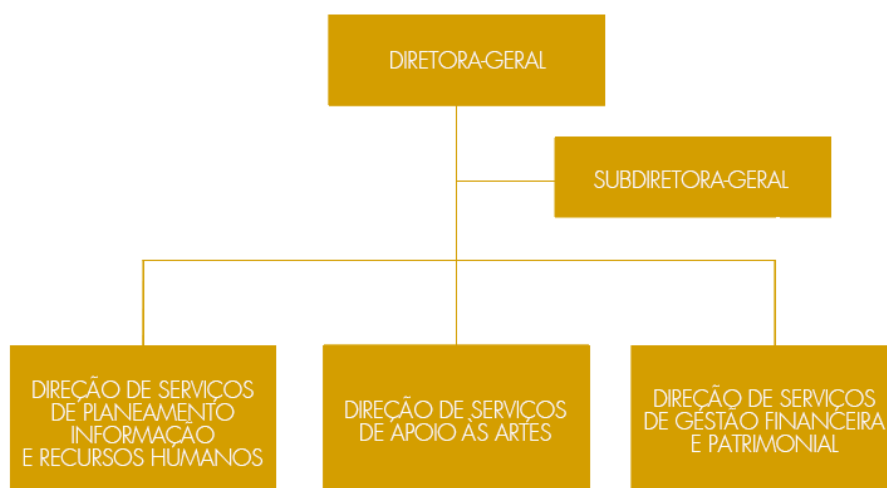 DIRETORA-GERAL
SUBDIRETORA-GERAL
DIREÇÃO DE SERVIÇOS
DE PLANEAMENTO
INFORMAÇÃO
E RECURSOS HUMANOS
DIREÇÃO DE SERVIÇOS
DE APOIO ÀS ARTES
DIREÇÃO DE SERVIÇOS
DE GESTÃO FINANCEIRA
E PATRIMONIAL